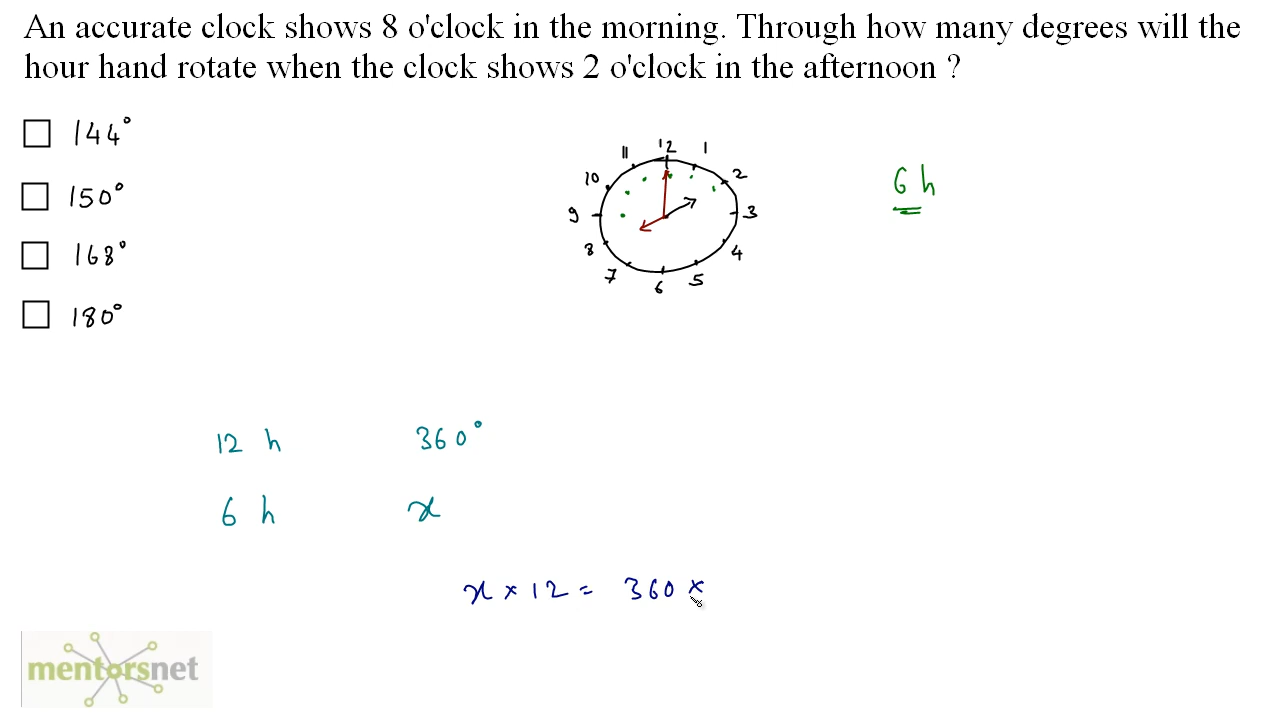 An accurate clock shows 8 o'clock in the morning. Through how many degrees will the
hour hand rotate when the clock shows 2 o'clock in the afternoon ?
144°
150°
168°
180°
12
11
1
10
2
9
3
8
4
7
5
6
6 h
12 h 360°
6 h x
x × 12 = 360 ×
mentorsnet